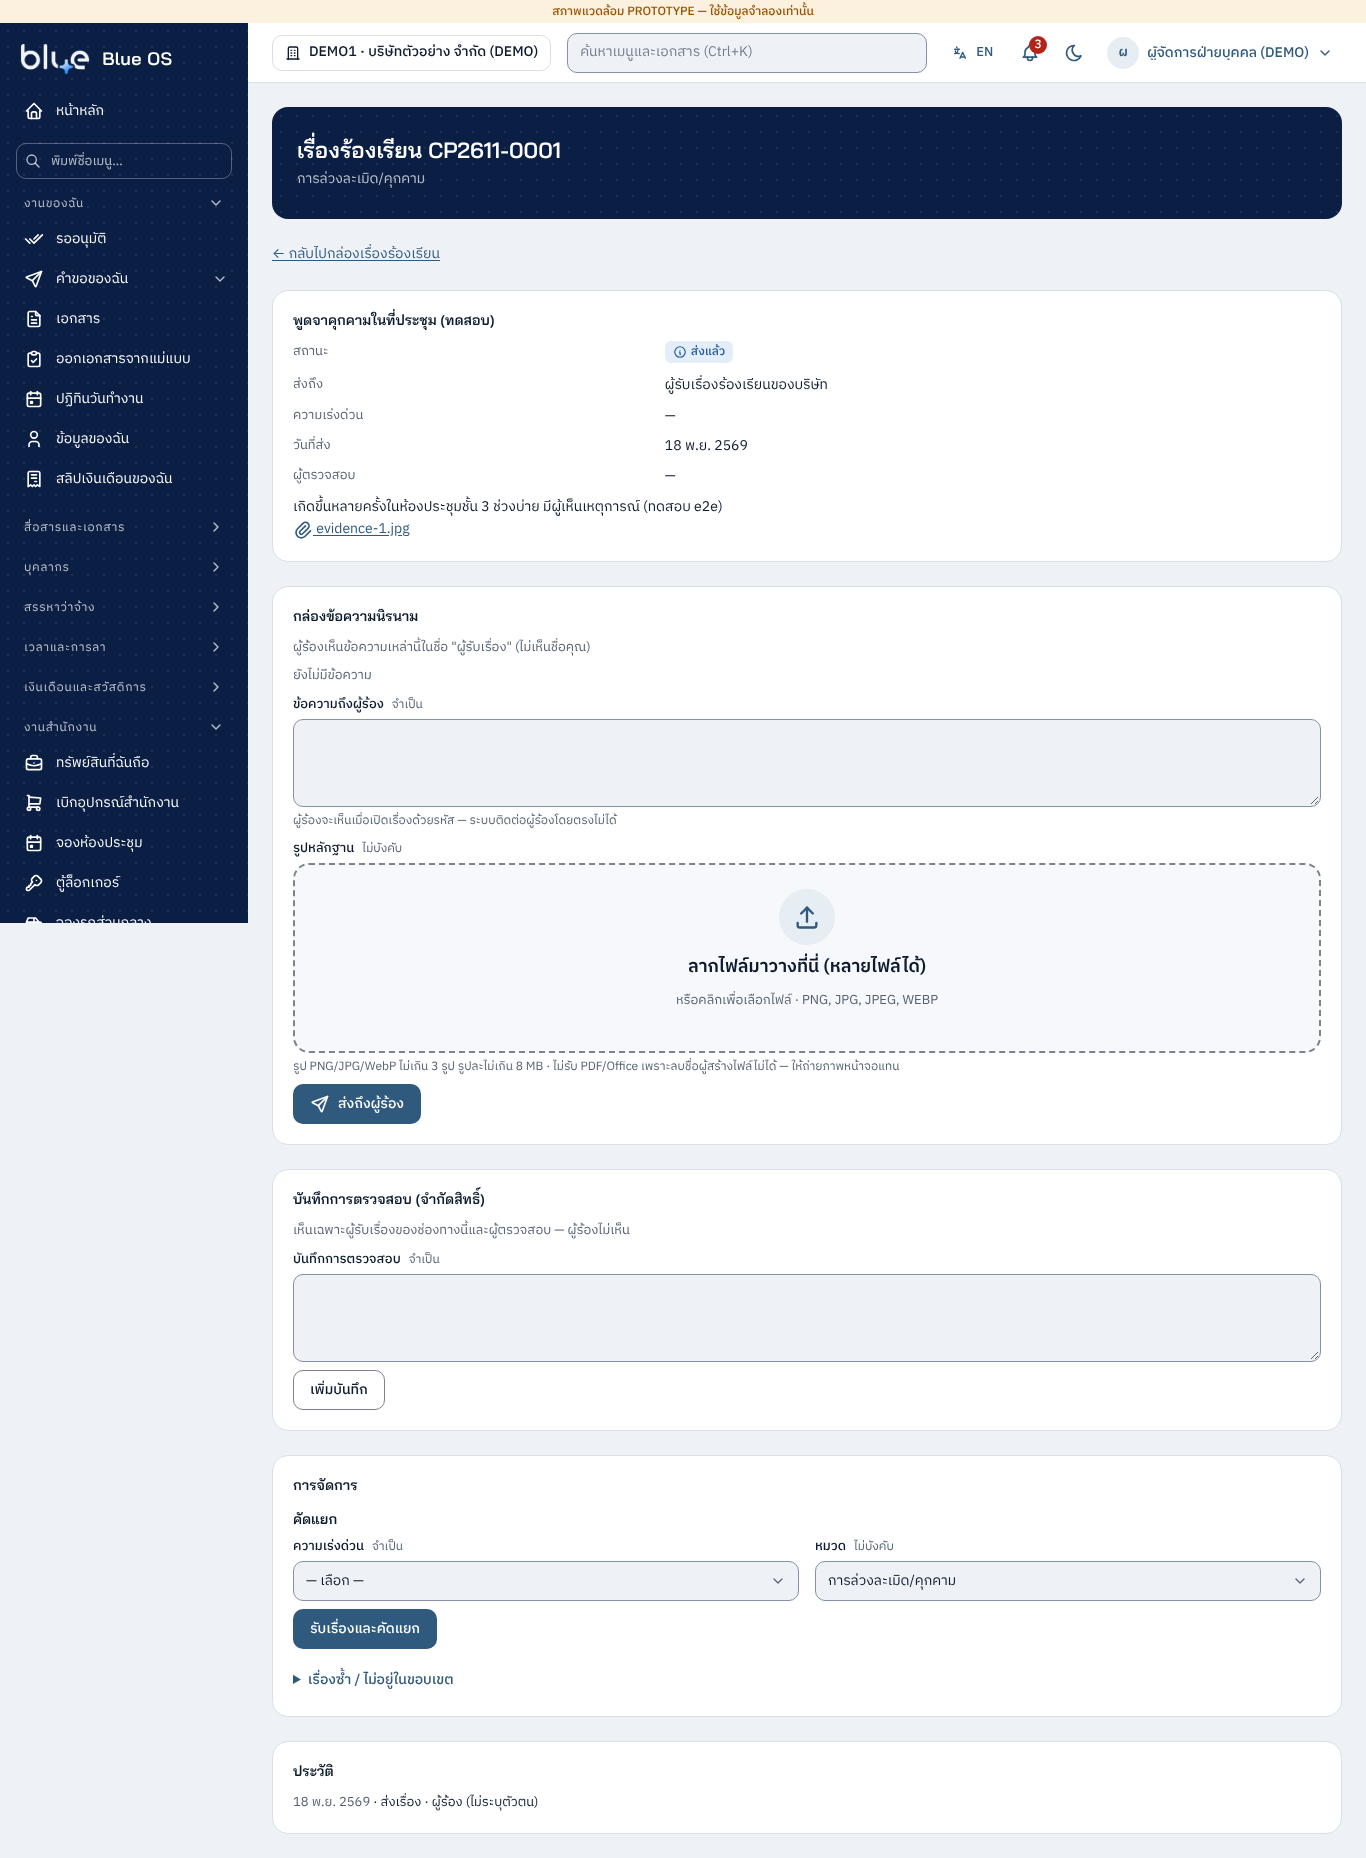 สภาพแวดล้อม PROTOTYPE — ใช้ข้อมูลจำลองเท่านั้น
blue Blue OS
DEMO1 · บริษัทตัวอย่าง จำกัด (DEMO)
ค้นหาเมนูและเอกสาร (Ctrl+K)
EN
3
ผ
ผู้จัดการฝ่ายบุคคล (DEMO)
หน้าหลัก
พิมพ์ชื่อเมนู...
งานของฉัน
รออนุมัติ
คำขอของฉัน
เอกสาร
ออกเอกสารจากแม่แบบ
ปฏิทินวันทำงาน
ข้อมูลของฉัน
สลิปเงินเดือนของฉัน
สื่อสารและเอกสาร
บุคลากร
สรรหาว่าจ้าง
เวลาและการลา
เงินเดือนและสวัสดิการ
งานสำนักงาน
ทรัพย์สินที่ฉันถือ
เบิกอุปกรณ์สำนักงาน
จองห้องประชุม
ตู้ล็อกเกอร์
จองรถส่วนกลาง
เรื่องร้องเรียน CP2611-0001
การล่วงละเมิด/คุกคาม
← กลับไปกล่องเรื่องร้องเรียน
พูดจาคุกคามในที่ประชุม (ทดสอบ)
สถานะ ส่งแล้ว
ส่งถึง ผู้รับเรื่องร้องเรียนของบริษัท
ความเร่งด่วน —
วันที่ส่ง 18 พ.ย. 2569
ผู้ตรวจสอบ —
เกิดขึ้นหลายครั้งในห้องประชุมชั้น 3 ช่วงบ่าย มีผู้เห็นเหตุการณ์ (ทดสอบ e2e)
evidence-1.jpg
กล่องข้อความนิรนาม
ผู้ร้องเห็นข้อความเหล่านี้ในชื่อ "ผู้รับเรื่อง" (ไม่เห็นชื่อคุณ)
ยังไม่มีข้อความ
ข้อความถึงผู้ร้อง จำเป็น
ผู้ร้องจะเห็นเมื่อเปิดเรื่องด้วยรหัส — ระบบติดต่อผู้ร้องโดยตรงไม่ได้
รูปหลักฐาน ไม่บังคับ
ลากไฟล์มาวางที่นี่ (หลายไฟล์ได้)
หรือคลิกเพื่อเลือกไฟล์ · PNG, JPG, JPEG, WEBP
รูป PNG/JPG/WebP ไม่เกิน 3 รูป รูปละไม่เกิน 8 MB · ไม่รับ PDF/Office เพราะลบชื่อผู้สร้างไฟล์ไม่ได้ — ให้ถ่ายภาพหน้าจอแทน
ส่งถึงผู้ร้อง
บันทึกการตรวจสอบ (จำกัดสิทธิ์)
เห็นเฉพาะผู้รับเรื่องของช่องทางนี้และผู้ตรวจสอบ — ผู้ร้องไม่เห็น
บันทึกการตรวจสอบ จำเป็น
เพิ่มบันทึก
การจัดการ
คัดแยก
ความเร่งด่วน จำเป็น
— เลือก —
หมวด ไม่บังคับ
การล่วงละเมิด/คุกคาม
รับเรื่องและคัดแยก
เรื่องซ้ำ / ไม่อยู่ในขอบเขต
ประวัติ
18 พ.ย. 2569 · ส่งเรื่อง · ผู้ร้อง (ไม่ระบุตัวตน)